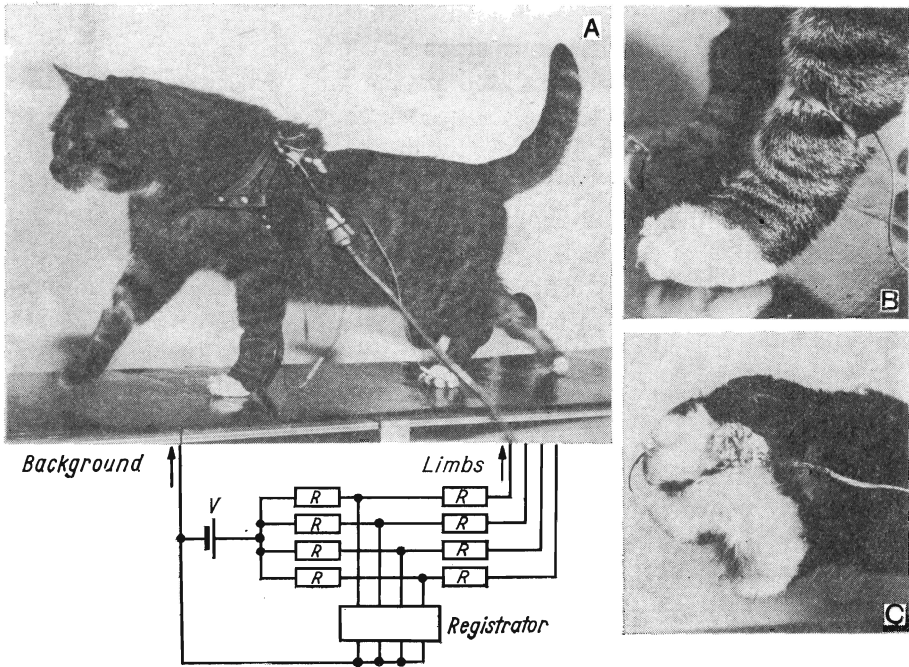 A
B
C
Background
Limbs
V
R R
R R
R R
R R
Registrator